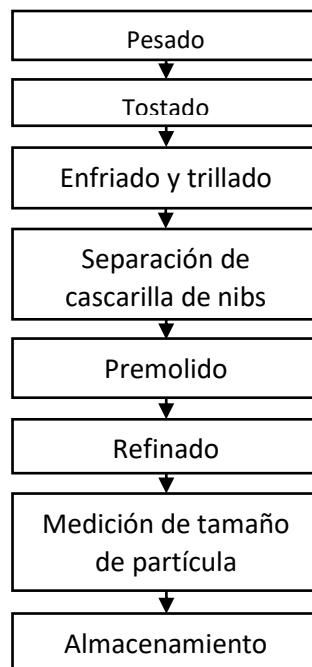 Pesado
Tostado
Enfriado y trillado
Separación de
cascarilla de nibs
Premolido
Refinado
Medición de tamaño
de partícula
Almacenamiento